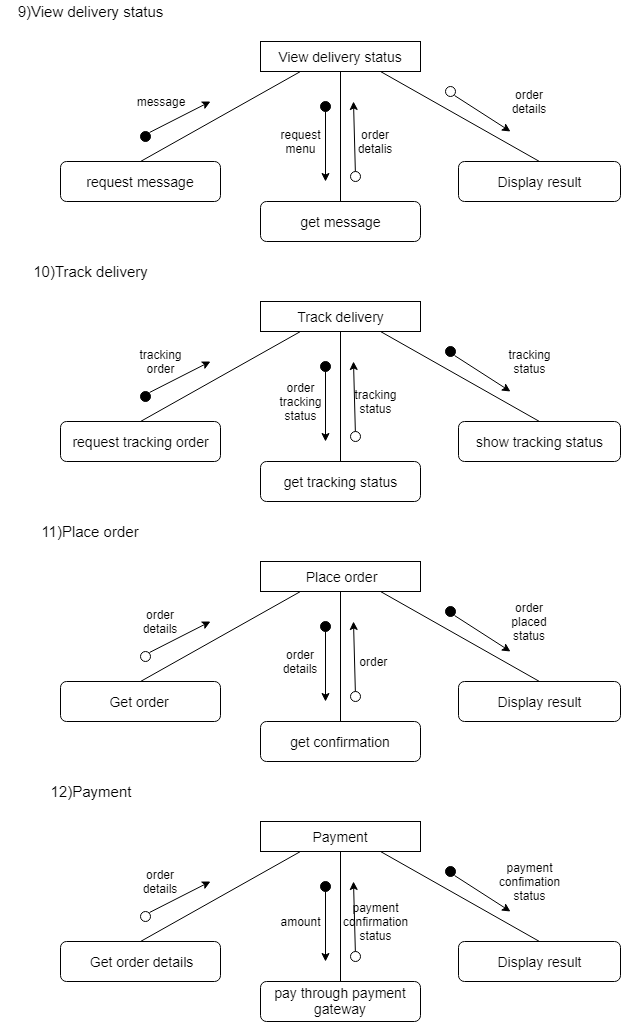 9)View delivery status
View delivery status
message
order
details
request
menu
order
detalis
request message
Display result
get message
10)Track delivery
Track delivery
tracking
order
tracking
status
order
tracking
status
tracking
status
request tracking order
show tracking status
get tracking status
11)Place order
Place order
order
details
order
placed
status
order
details
order
Get order
Display result
get confirmation
12)Payment
Payment
order
details
payment
confimation
status
amount
payment
confirmation
status
Get order details
Display result
pay through payment
gateway